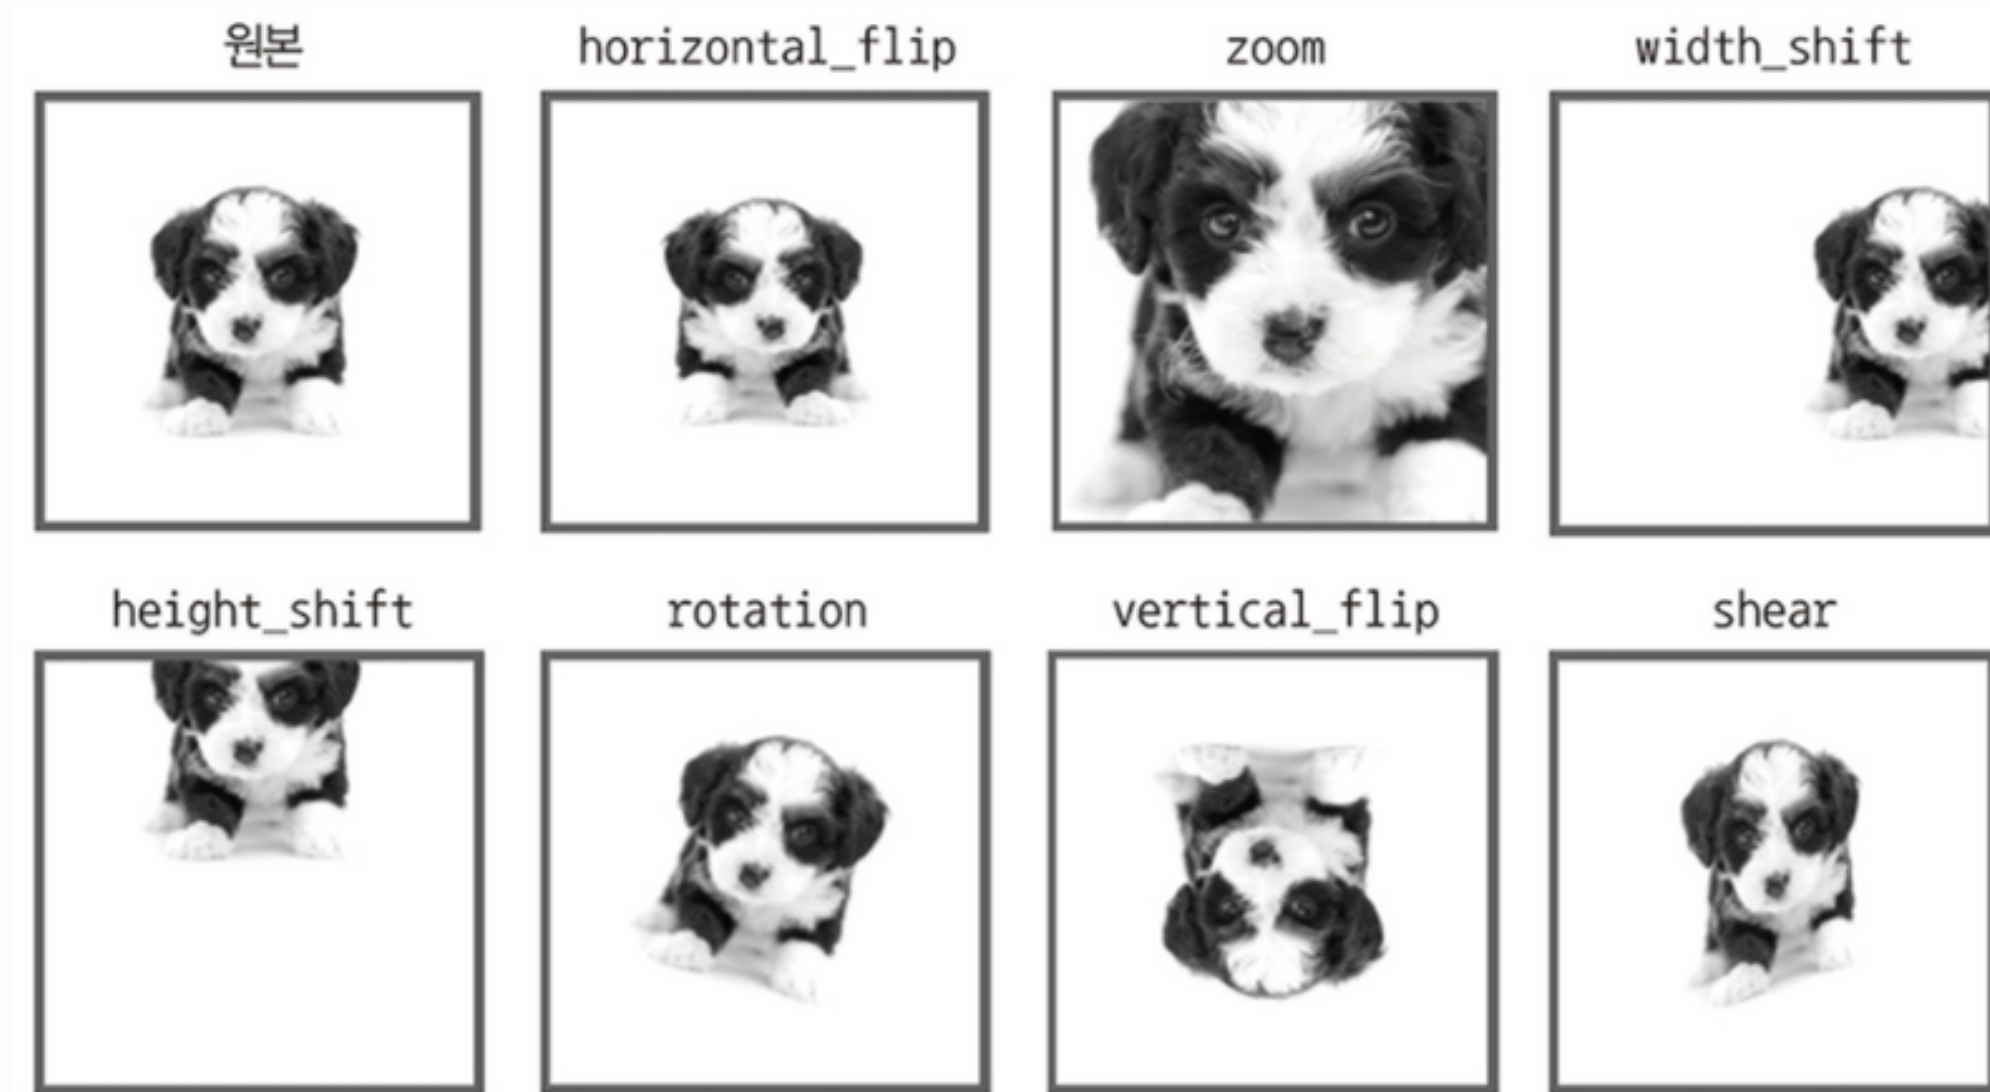 원본
horizontal_flip
zoom
width_shift
height_shift
rotation
vertical_flip
shear